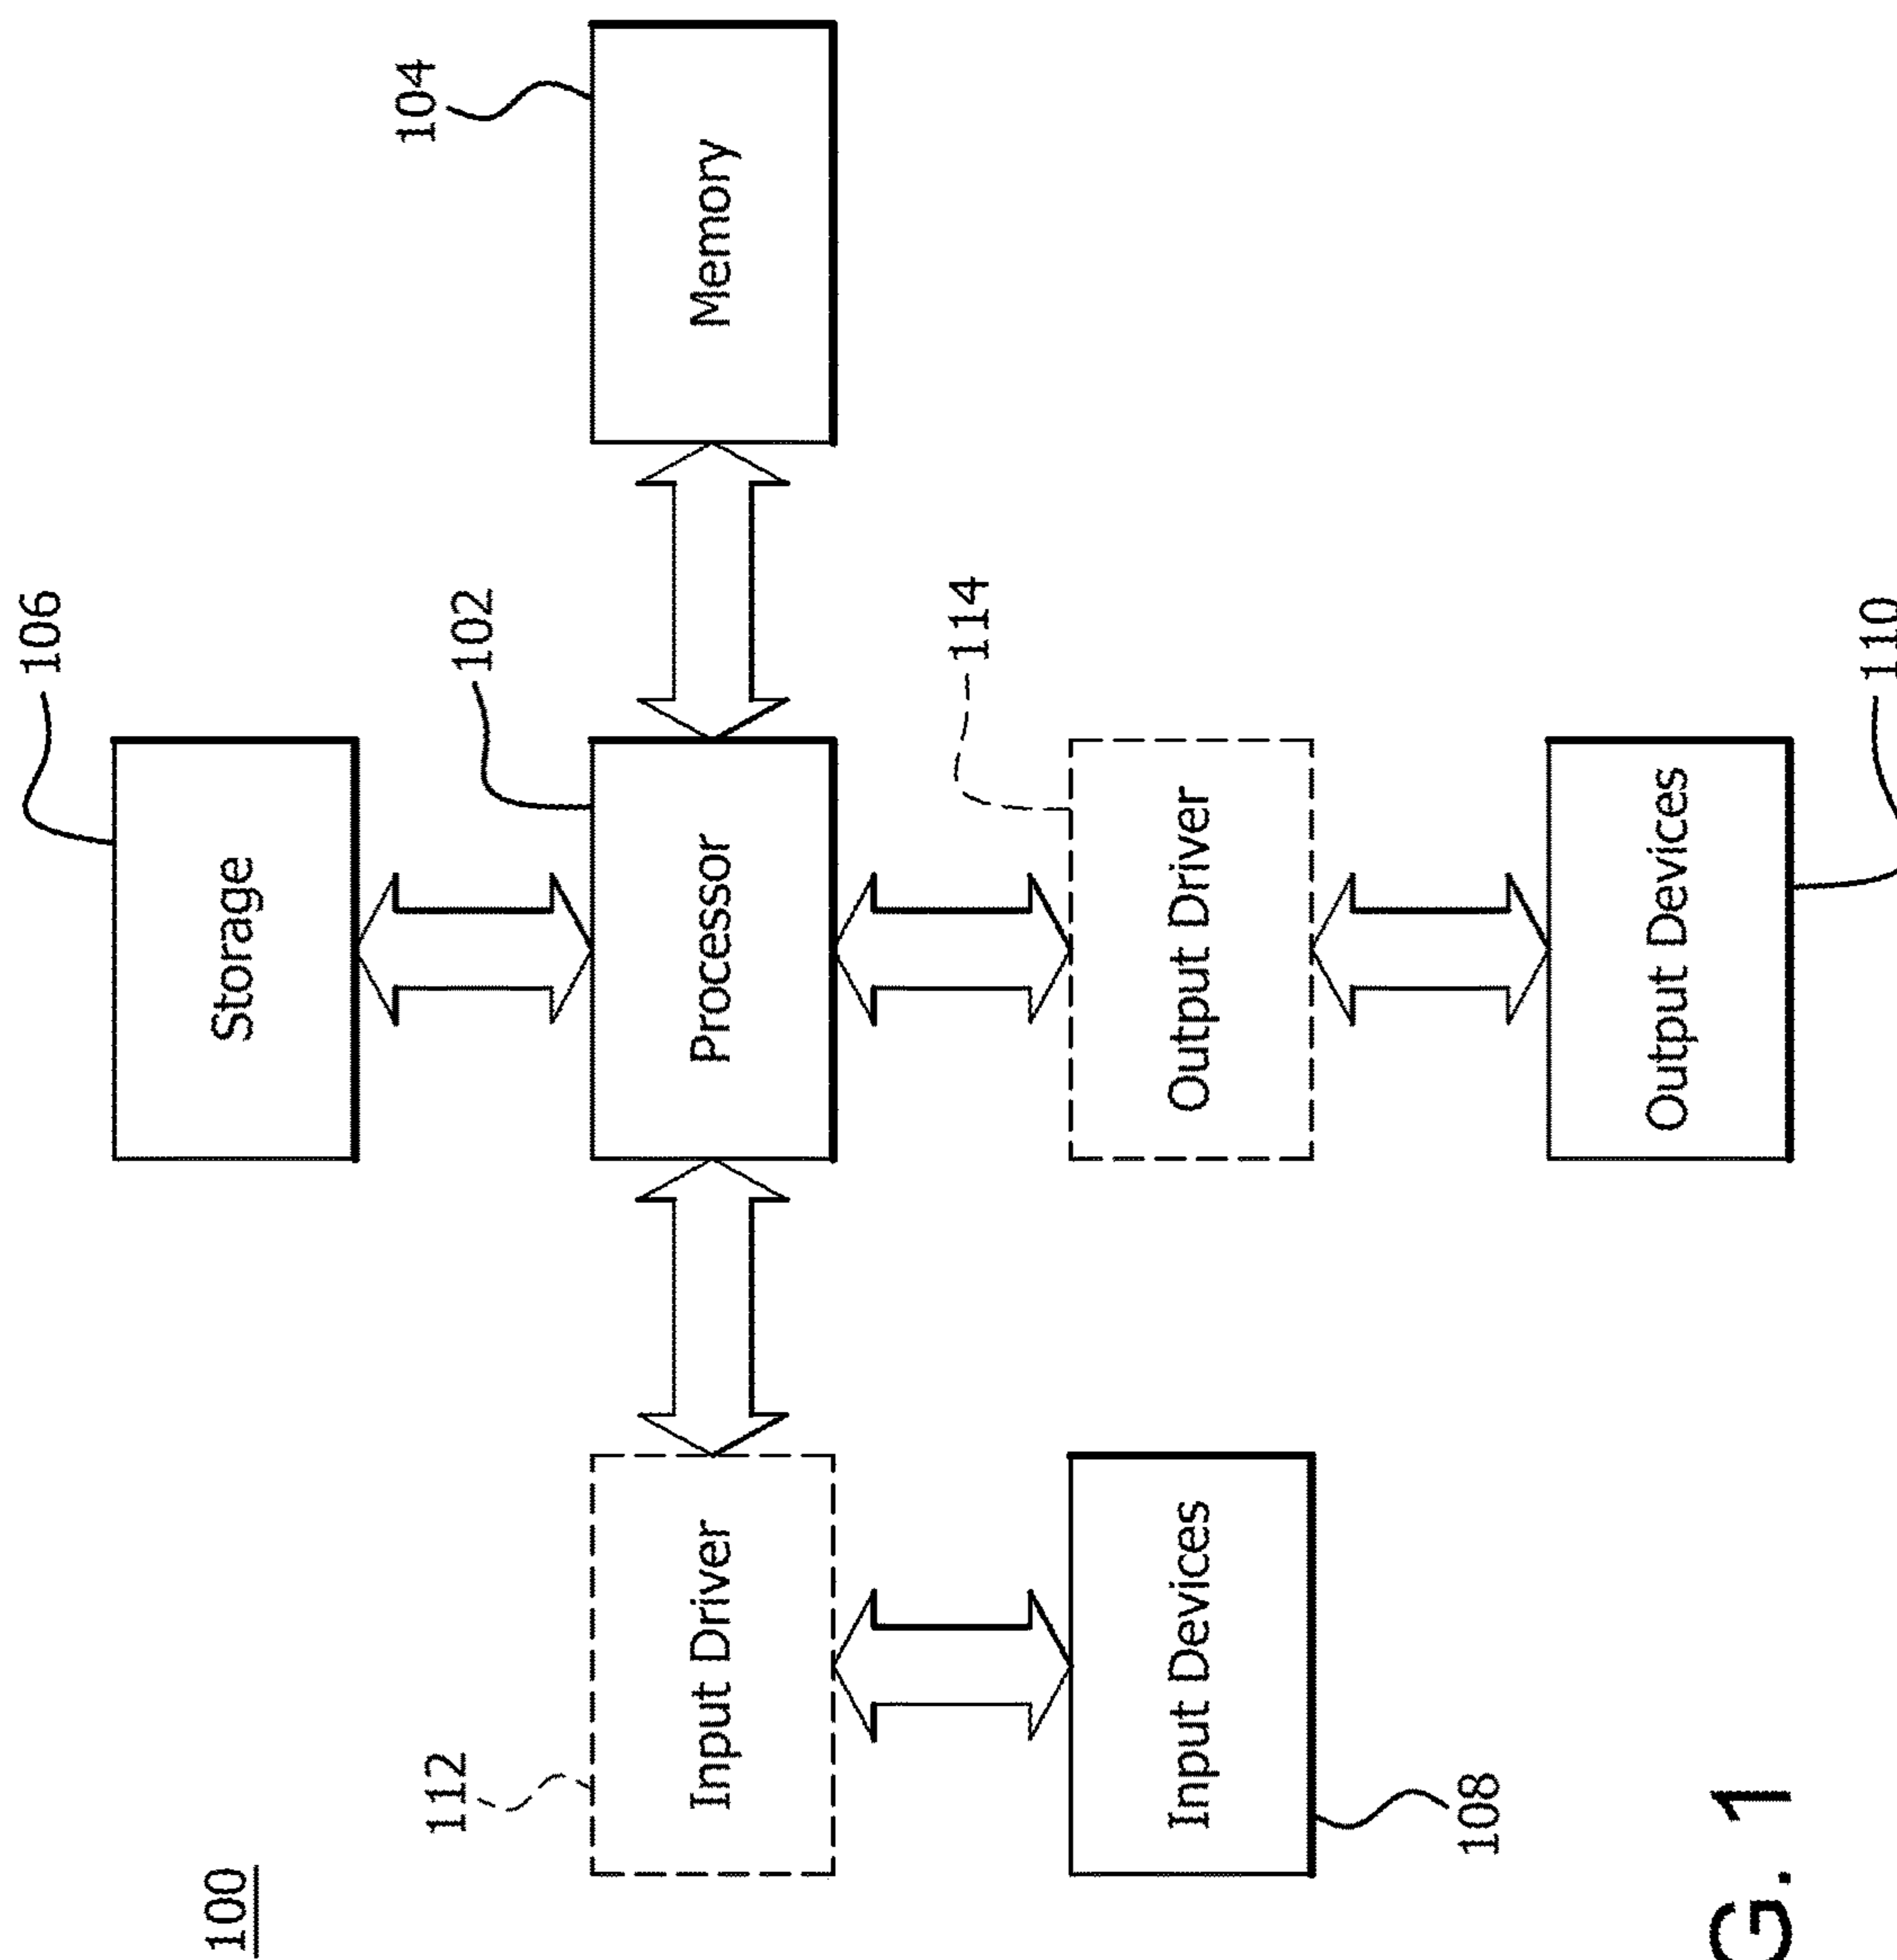 106
100
Storage
112
102
104
Input Driver
Processor
Memory
114
Input Devices
Output Driver
108
Output Devices
G. 1
110